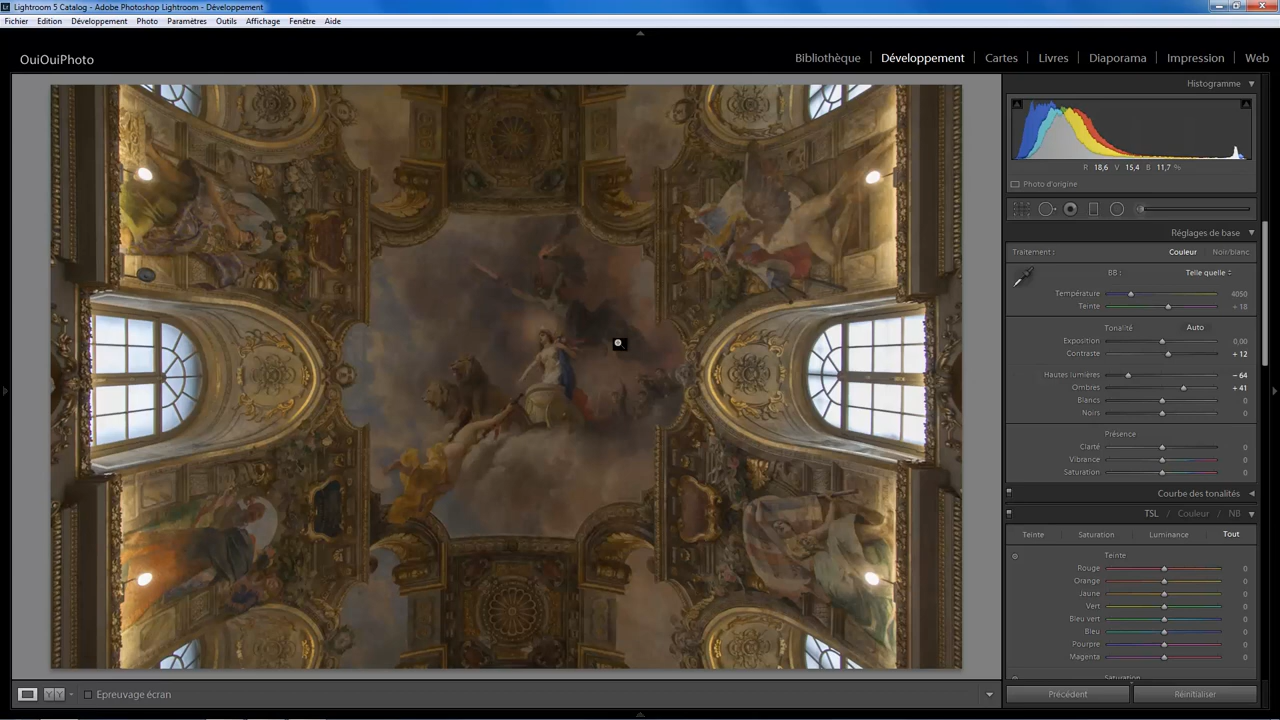 Lightroom 5 Catalog - Adobe Photoshop Lightroom - Développement
Fichier Edition Développement Photo Paramètres Outils Affichage Fenêtre Aide
OuiOuiPhoto
Bibliothèque Développement Cartes Livres Diaporama Impression Web
Histogramme
R 18,6 V 15,4 B 11,7 %
Photo d'origine
Réglages de base
Traitement : Couleur Noir/blanc
BB : Telle quelle
Température 4050
Teinte + 18
Tonalité Auto
Exposition 0,00
Contraste + 12
Hautes lumières − 64
Ombres + 41
Blancs 0
Noirs 0
Présence
Clarté 0
Vibrance 0
Saturation 0
Courbe des tonalités
TSL / Couleur / NB
Teinte Saturation Luminance Tout
Teinte
Rouge 0
Orange 0
Jaune 0
Vert 0
Bleu vert 0
Bleu 0
Pourpre 0
Magenta 0
Saturation
Y Y Epreuvage écran
Précédent Réinitialiser